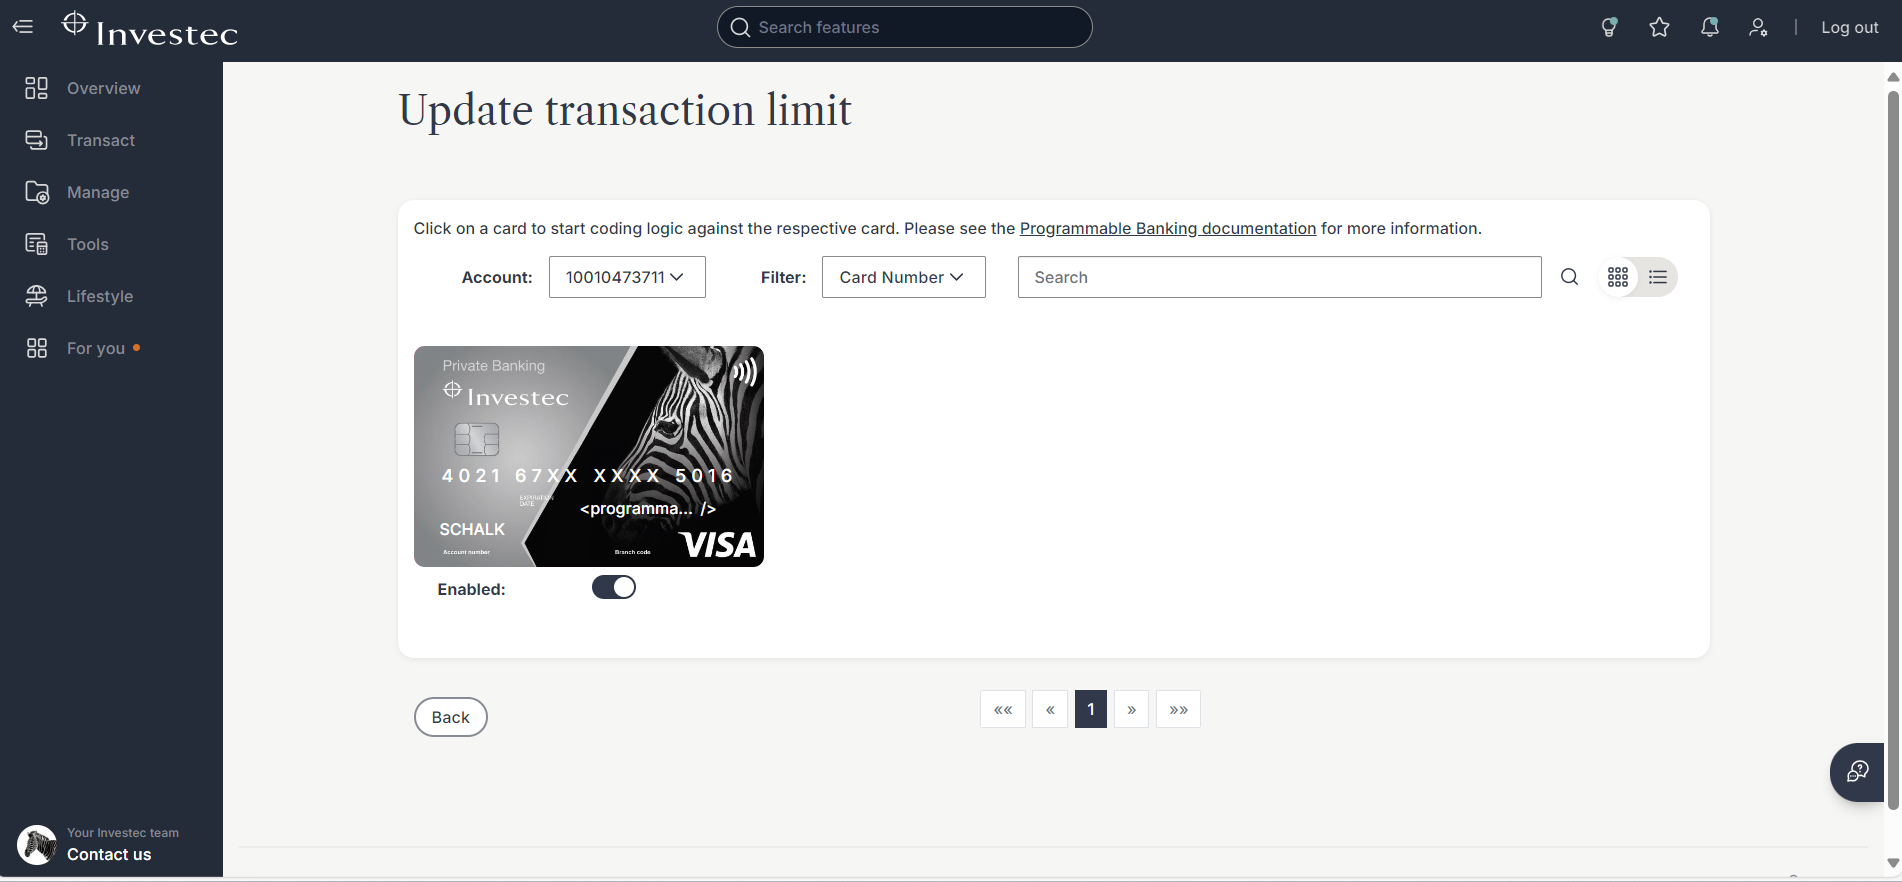 Investec
Search features
Log out
Overview
Transact
Manage
Tools
Lifestyle
For you
Your Investec team
Contact us
Update transaction limit
Click on a card to start coding logic against the respective card. Please see the Programmable Banking documentation for more information.
Account: 10010473711 Filter: Card Number Search
Private Banking
Investec
4021 67XX XXXX 5016
EXPIRATION
DATE
<programma... />
SCHALK
VISA
Account number Branch code
Enabled:
Back
«« « 1 » »»